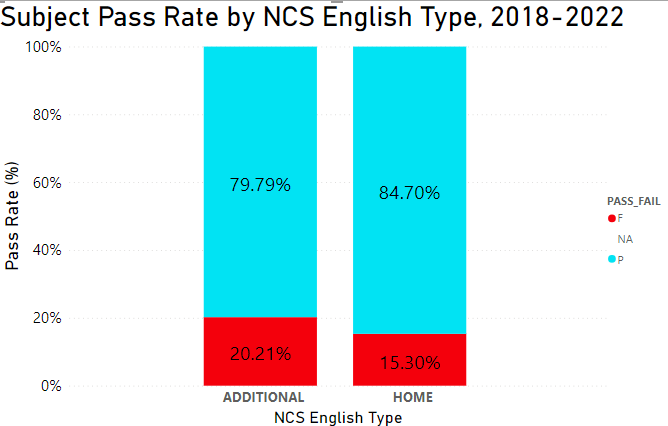 Subject Pass Rate by NCS English Type, 2018-2022
100%
80%
60%
40%
20%
0%
Pass Rate (%)
79.79%
84.70%
20.21%
15.30%
ADDITIONAL
HOME
NCS English Type
PASS_FAIL
F
NA
P